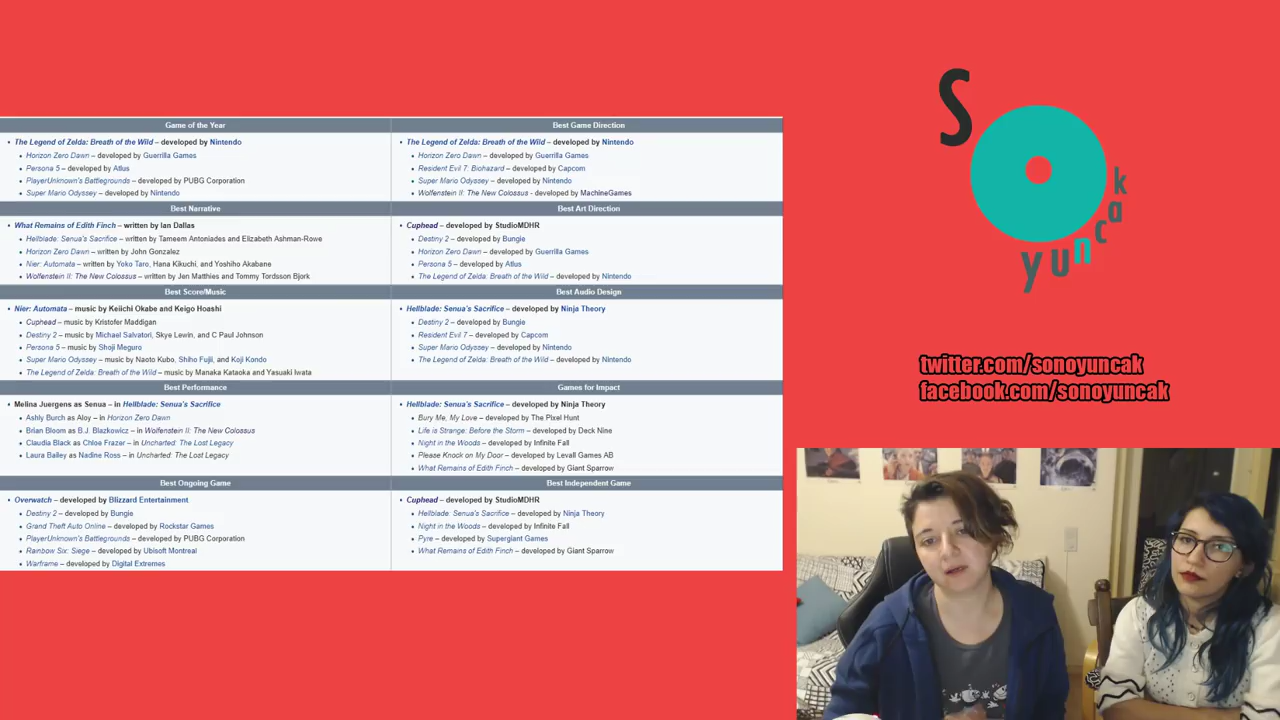 Game of the Year
The Legend of Zelda: Breath of the Wild – developed by Nintendo
Horizon Zero Dawn – developed by Guerrilla Games
Persona 5 – developed by Atlus
PlayerUnknown's Battlegrounds – developed by PUBG Corporation
Super Mario Odyssey – developed by Nintendo
Best Game Direction
The Legend of Zelda: Breath of the Wild – developed by Nintendo
Horizon Zero Dawn – developed by Guerrilla Games
Resident Evil 7: Biohazard – developed by Capcom
Super Mario Odyssey – developed by Nintendo
Wolfenstein II: The New Colossus - developed by MachineGames
Best Narrative
What Remains of Edith Finch – written by Ian Dallas
Hellblade: Senua's Sacrifice – written by Tameem Antoniades and Elizabeth Ashman-Rowe
Horizon Zero Dawn – written by John Gonzalez
Nier: Automata – written by Yoko Taro, Hana Kikuchi, and Yoshiho Akabane
Wolfenstein II: The New Colossus – written by Jen Matthies and Tommy Tordsson Bjork
Best Art Direction
Cuphead – developed by StudioMDHR
Destiny 2 – developed by Bungie
Horizon Zero Dawn – developed by Guerrilla Games
Persona 5 – developed by Atlus
The Legend of Zelda: Breath of the Wild – developed by Nintendo
Best Score/Music
Nier: Automata – music by Keiichi Okabe and Keigo Hoashi
Cuphead – music by Kristofer Maddigan
Destiny 2 – music by Michael Salvatori, Skye Lewin, and C Paul Johnson
Persona 5 – music by Shoji Meguro
Super Mario Odyssey – music by Naoto Kubo, Shiho Fujii, and Koji Kondo
The Legend of Zelda: Breath of the Wild – music by Manaka Kataoka and Yasuaki Iwata
Best Audio Design
Hellblade: Senua's Sacrifice – developed by Ninja Theory
Destiny 2 – developed by Bungie
Resident Evil 7 – developed by Capcom
Super Mario Odyssey – developed by Nintendo
The Legend of Zelda: Breath of the Wild – developed by Nintendo
Best Performance
Melina Juergens as Senua – in Hellblade: Senua's Sacrifice
Ashly Burch as Aloy – in Horizon Zero Dawn
Brian Bloom as B.J. Blazkowicz – in Wolfenstein II: The New Colossus
Claudia Black as Chloe Frazer – in Uncharted: The Lost Legacy
Laura Bailey as Nadine Ross – in Uncharted: The Lost Legacy
Games for Impact
Hellblade: Senua's Sacrifice – developed by Ninja Theory
Bury Me, My Love – developed by The Pixel Hunt
Life is Strange: Before the Storm – developed by Deck Nine
Night in the Woods – developed by Infinite Fall
Please Knock on My Door – developed by Levall Games AB
What Remains of Edith Finch – developed by Giant Sparrow
Best Ongoing Game
Overwatch – developed by Blizzard Entertainment
Destiny 2 – developed by Bungie
Grand Theft Auto Online – developed by Rockstar Games
PlayerUnknown's Battlegrounds – developed by PUBG Corporation
Rainbow Six: Siege – developed by Ubisoft Montreal
Warframe – developed by Digital Extremes
Best Independent Game
Cuphead – developed by StudioMDHR
Hellblade: Senua's Sacrifice – developed by Ninja Theory
Night in the Woods – developed by Infinite Fall
Pyre – developed by Supergiant Games
What Remains of Edith Finch – developed by Giant Sparrow
So
yuncak
twitter.com/sonoyuncak
facebook.com/sonoyuncak